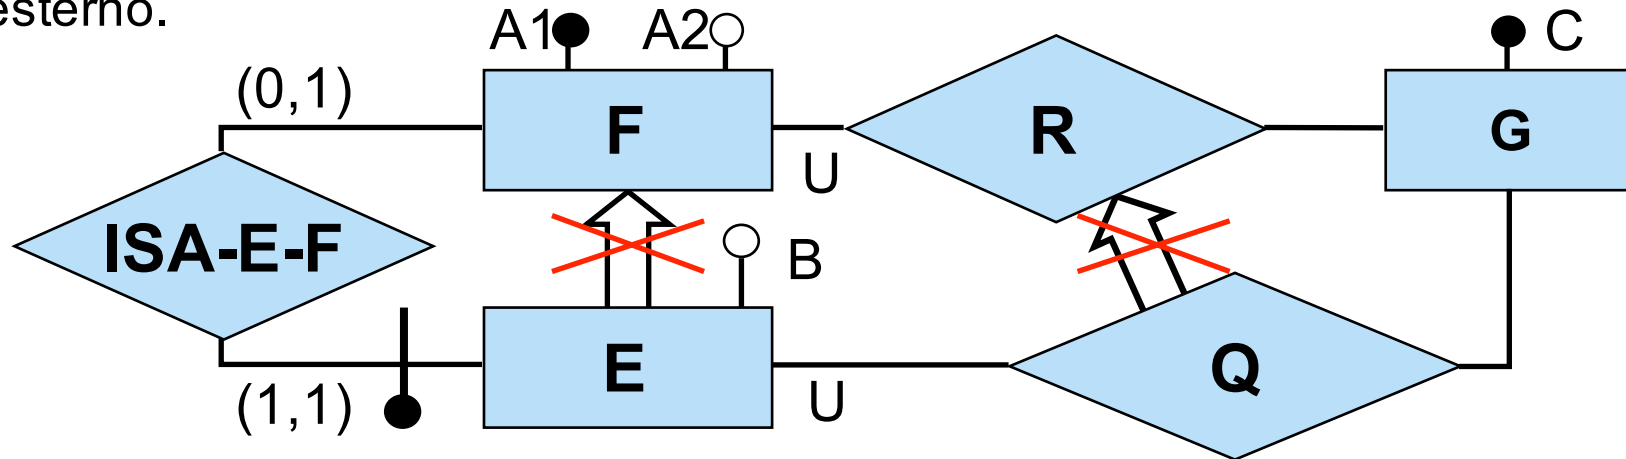 esterno.
A1 A2 C
(0,1)
F R G
U
ISA-E-F
B
E Q
(1,1) U